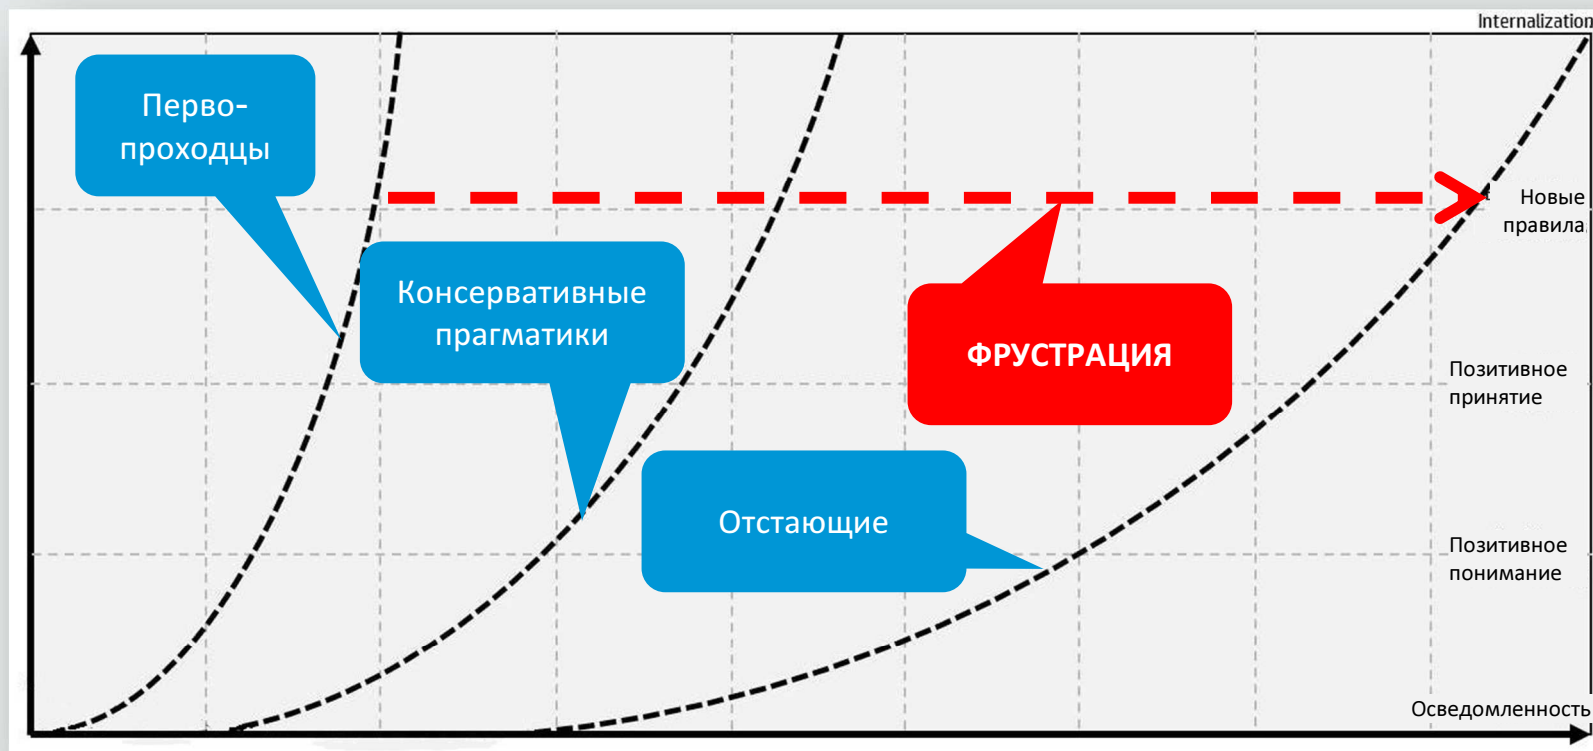 Internalization
Перво-
проходцы
Новые
правила
Консервативные
прагматики
ФРУСТРАЦИЯ
Позитивное
принятие
Отстающие
Позитивное
понимание
Осведомленность